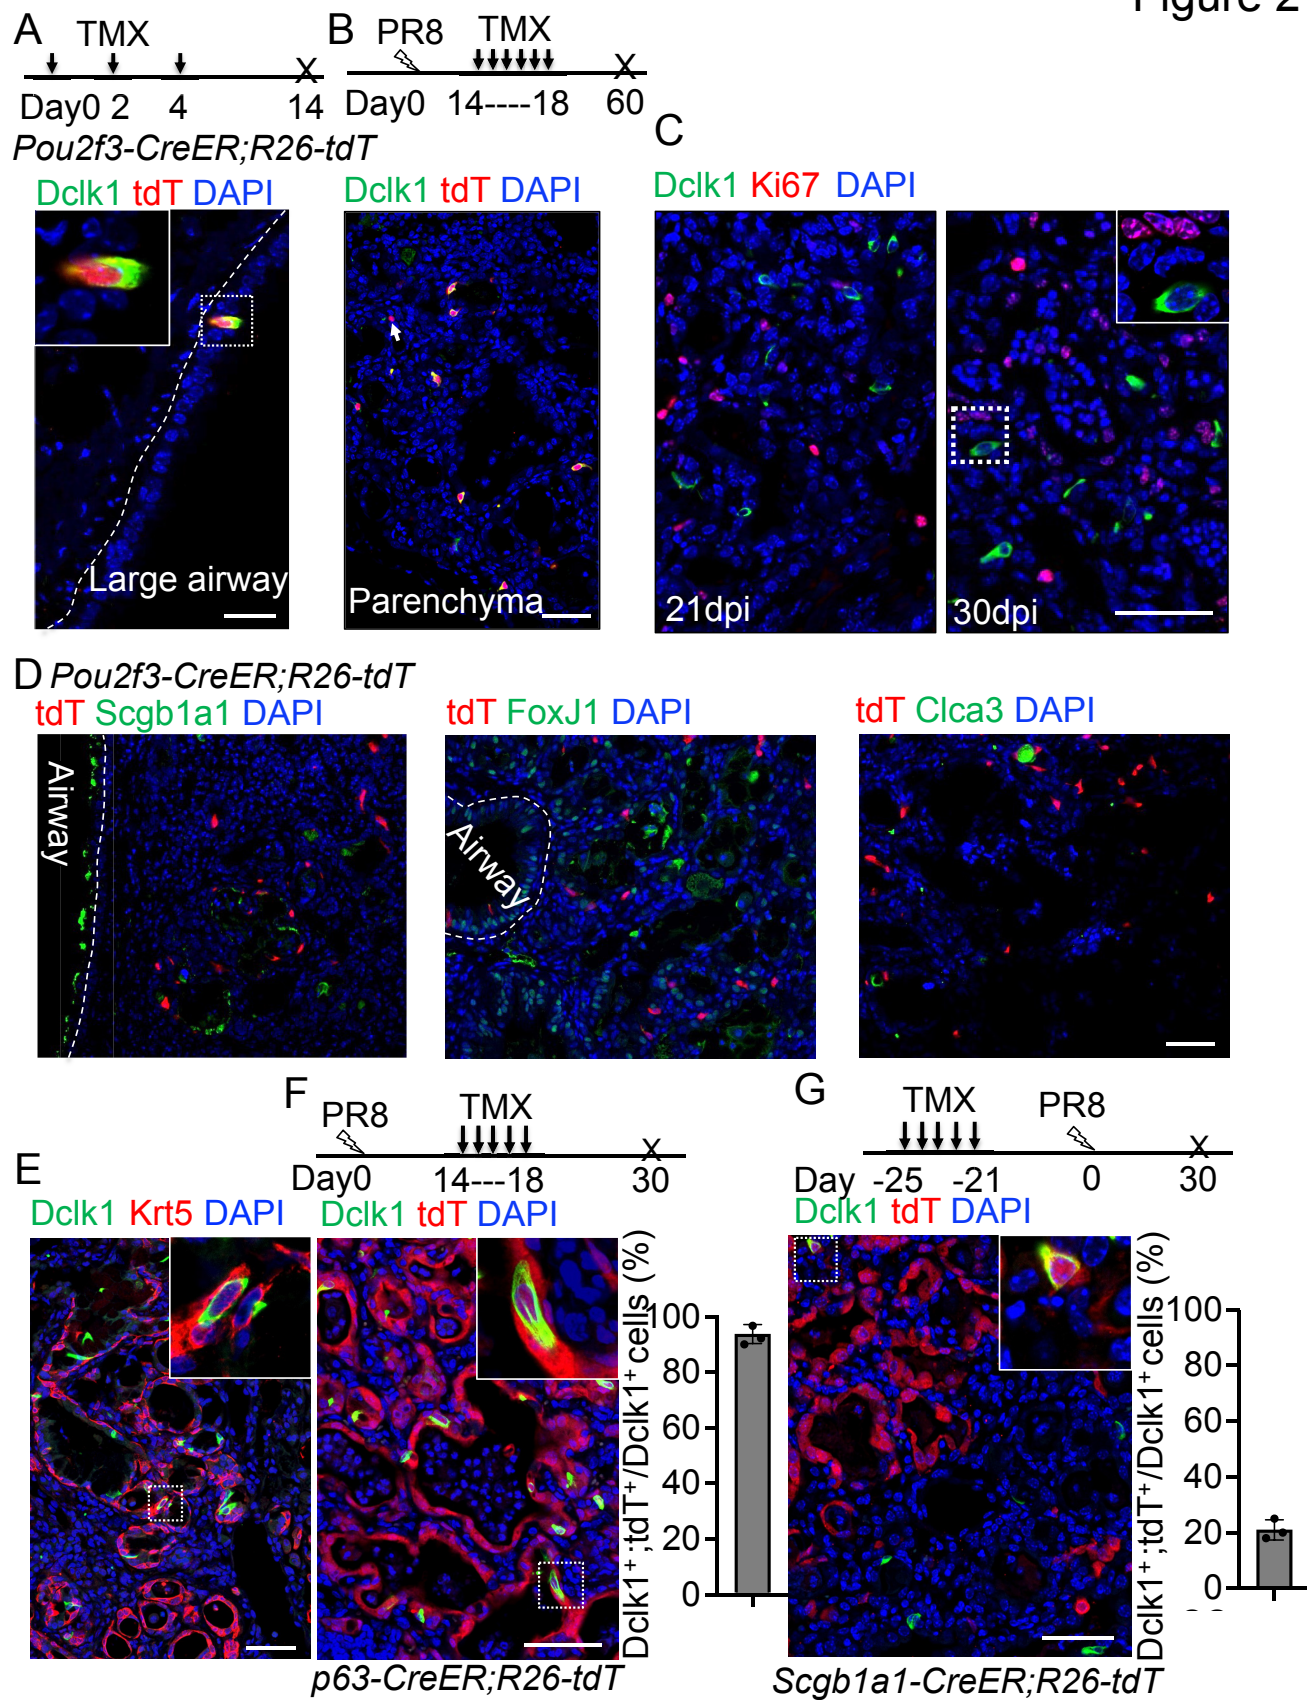 Figure 2
A TMX
Day0 2 4 14
B PR8 TMX
Day0 14----18 60
Pou2f3-CreER;R26-tdT
Dclk1 tdT DAPI
Large airway
Dclk1 tdT DAPI
Parenchyma
C
Dclk1 Ki67 DAPI
21dpi
30dpi
D Pou2f3-CreER;R26-tdT
tdT Scgb1a1 DAPI
Airway
tdT FoxJ1 DAPI
Airway
tdT Clca3 DAPI
E
Dclk1 Krt5 DAPI
F
PR8 TMX
Day0 14---18 30
Dclk1 tdT DAPI
p63-CreER;R26-tdT
Dclk1⁺;tdT⁺/Dclk1⁺ cells (%)
100
80
60
40
20
0
G
TMX PR8
Day -25 -21 0 30
Dclk1 tdT DAPI
Scgb1a1-CreER;R26-tdT
Dclk1⁺;tdT⁺/Dclk1⁺ cells (%)
100
80
60
40
20
0